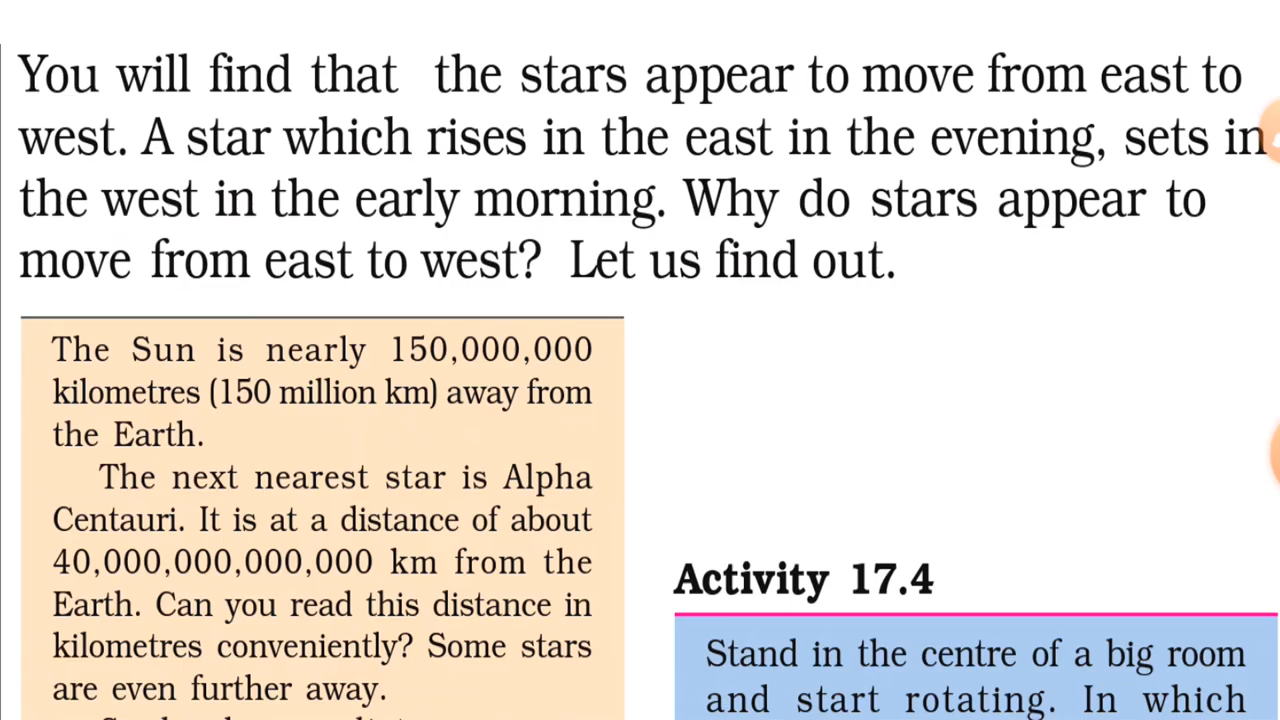 You will find that the stars appear to move from east to
west. A star which rises in the east in the evening, sets in
the west in the early morning. Why do stars appear to
move from east to west? Let us find out.
The Sun is nearly 150,000,000
kilometres (150 million km) away from
the Earth.
The next nearest star is Alpha
Centauri. It is at a distance of about
40,000,000,000,000 km from the
Earth. Can you read this distance in
kilometres conveniently? Some stars
are even further away.
Activity 17.4
Stand in the centre of a big room
and start rotating. In which